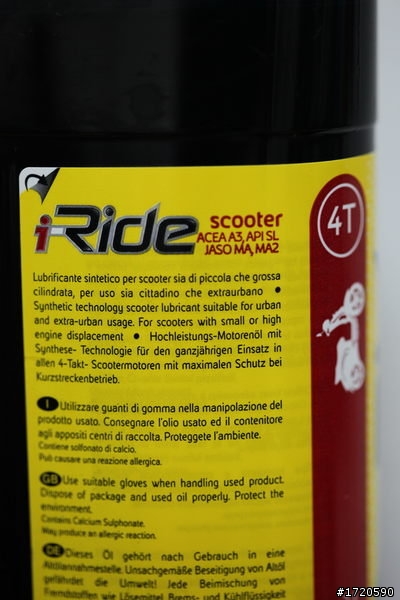 iRide
scooter
ACEA A3, API SL
JASO MA, MA2
4T
Lubrificante sintetico per scooter sia di piccola che grossa
cilindrata, per uso sia cittadino che extraurbano •
Synthetic technology scooter lubricant suitable for urban
and extra-urban usage. For scooters with small or high
engine displacement • Hochleistungs-Motorenöl mit
Synthese- Technologie für den ganzjährigen Einsatz in
allen 4-Takt- Scootermotoren mit maximalen Schutz bei
Kurzstreckenbetrieb.
I Utilizzare guanti di gomma nella manipolazione del
prodotto usato. Consegnare l'olio usato ed il contenitore
agli appositi centri di raccolta. Proteggete l'ambiente.
Contiene solfonato di calcio.
Può causare una reazione allergica.
GB Use suitable gloves when handling used product.
Dispose of package and used oil properly. Protect the
environment.
Contains Calcium Sulphonate.
May produce an allergic reaction.
DE Dieses Öl gehört nach Gebrauch in eine
Altölannahmestelle. Unsachgemäße Beseitigung von Altöl
gefährdet die Umwelt! Jede Beimischung von
Fremdstoffen wie Lösemittel, Brems- und Kühlflüssigkeit
#1720590